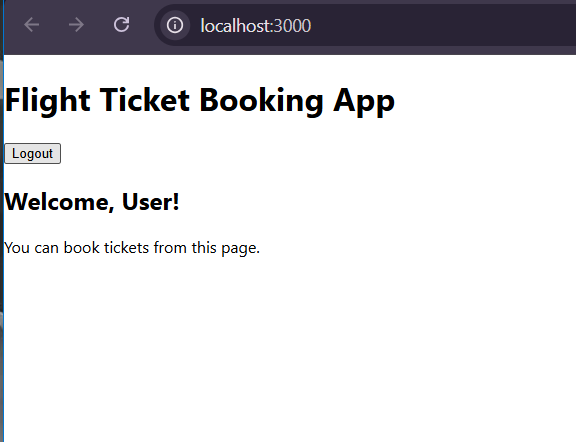 localhost:3000
Flight Ticket Booking App
Logout
Welcome, User!
You can book tickets from this page.